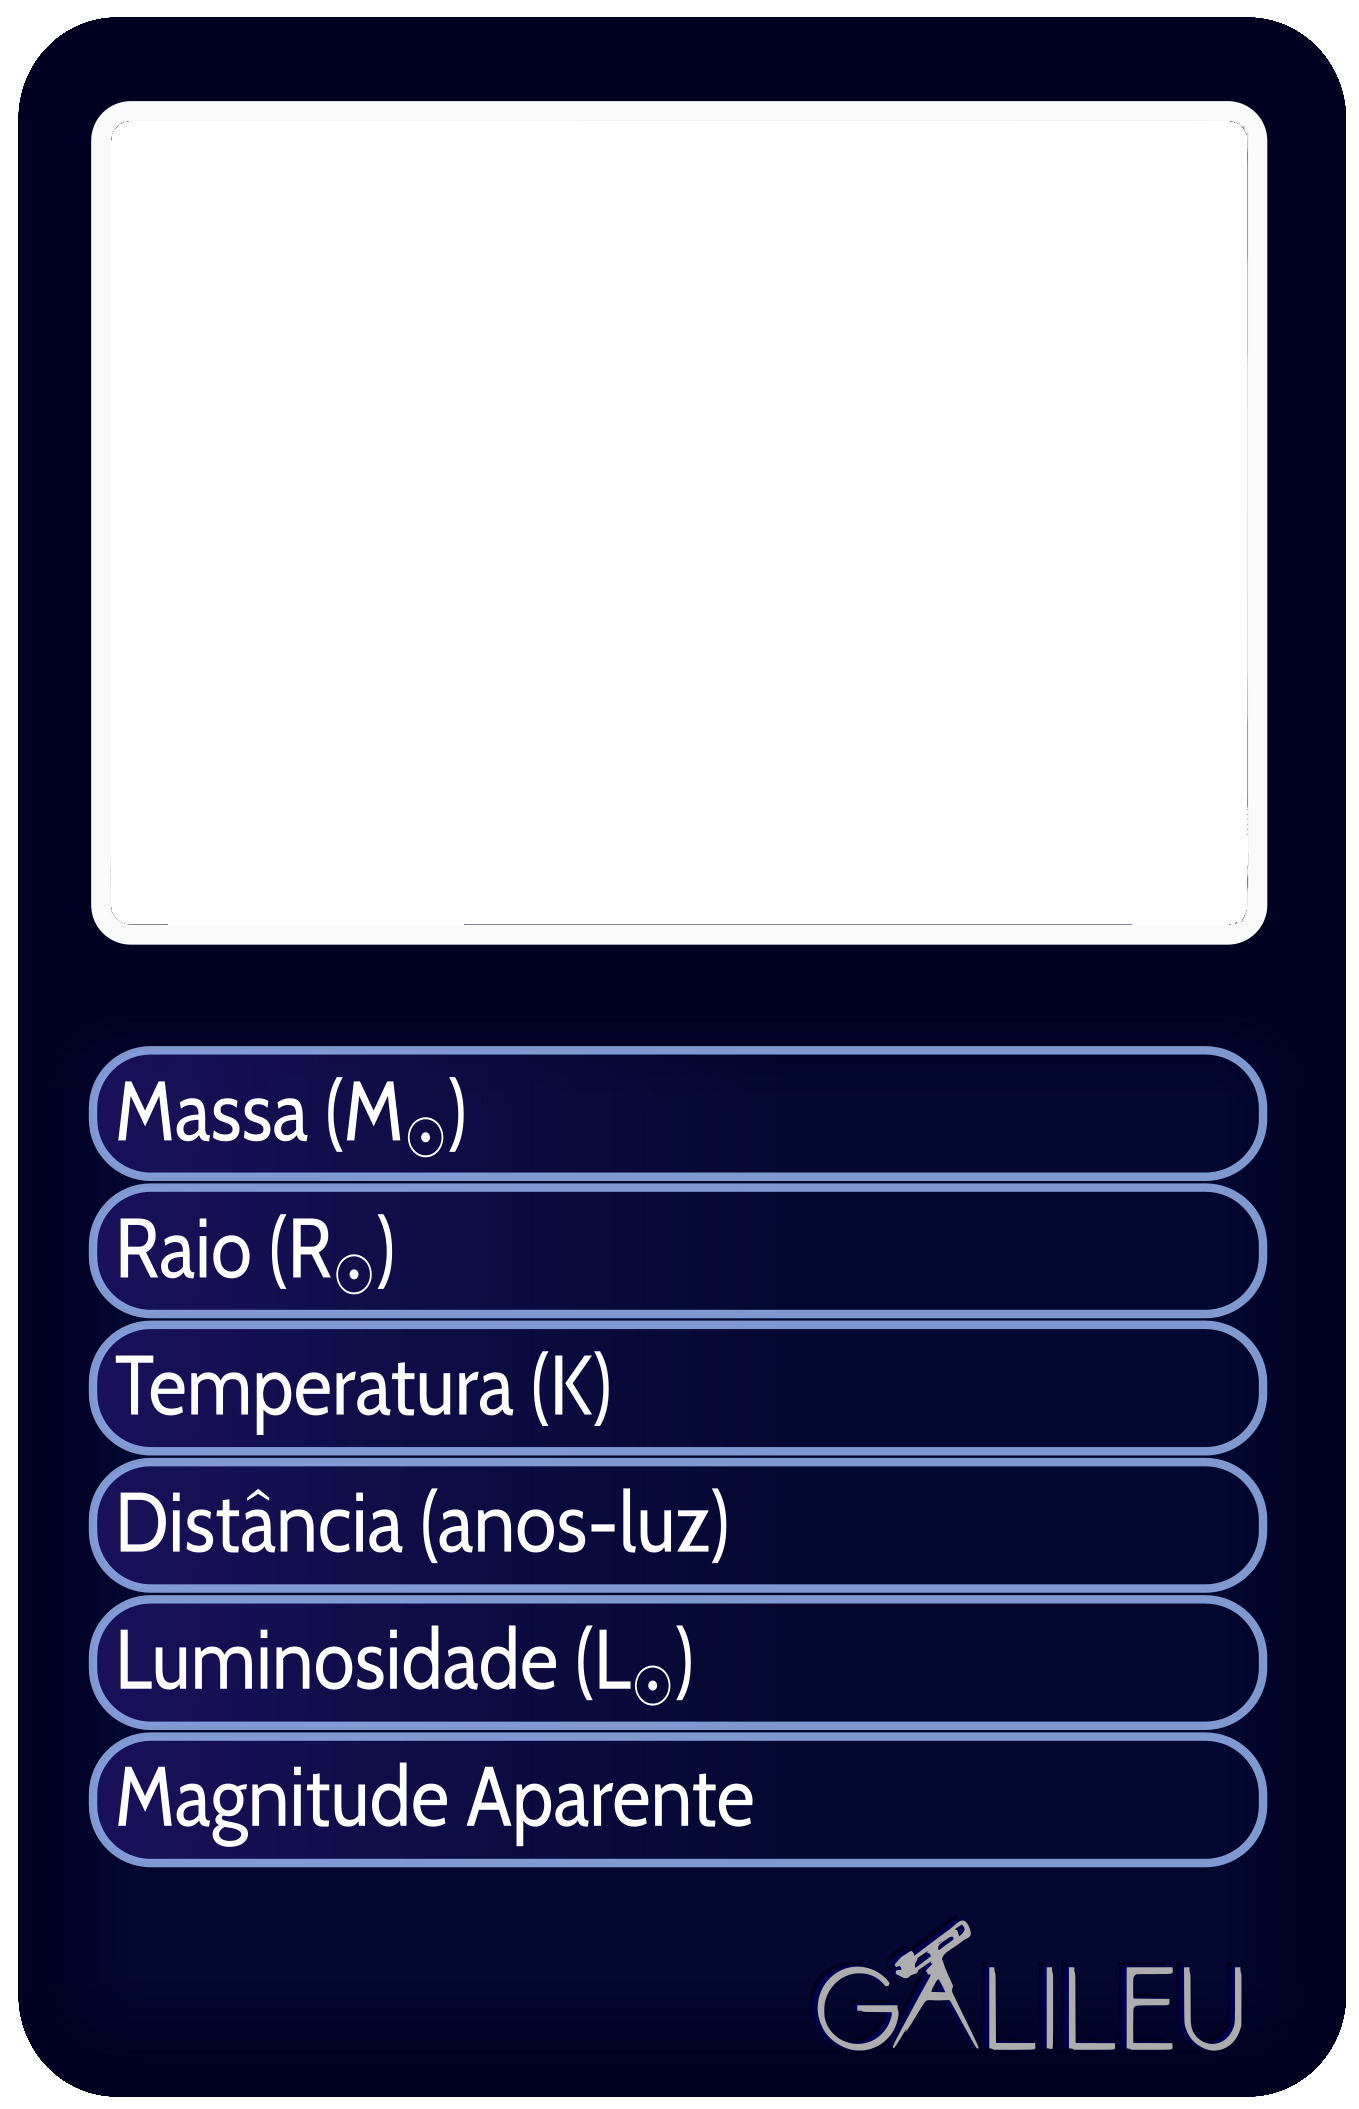 Massa (M☉)
Raio (R☉)
Temperatura (K)
Distância (anos-luz)
Luminosidade (L☉)
Magnitude Aparente
GALILEU